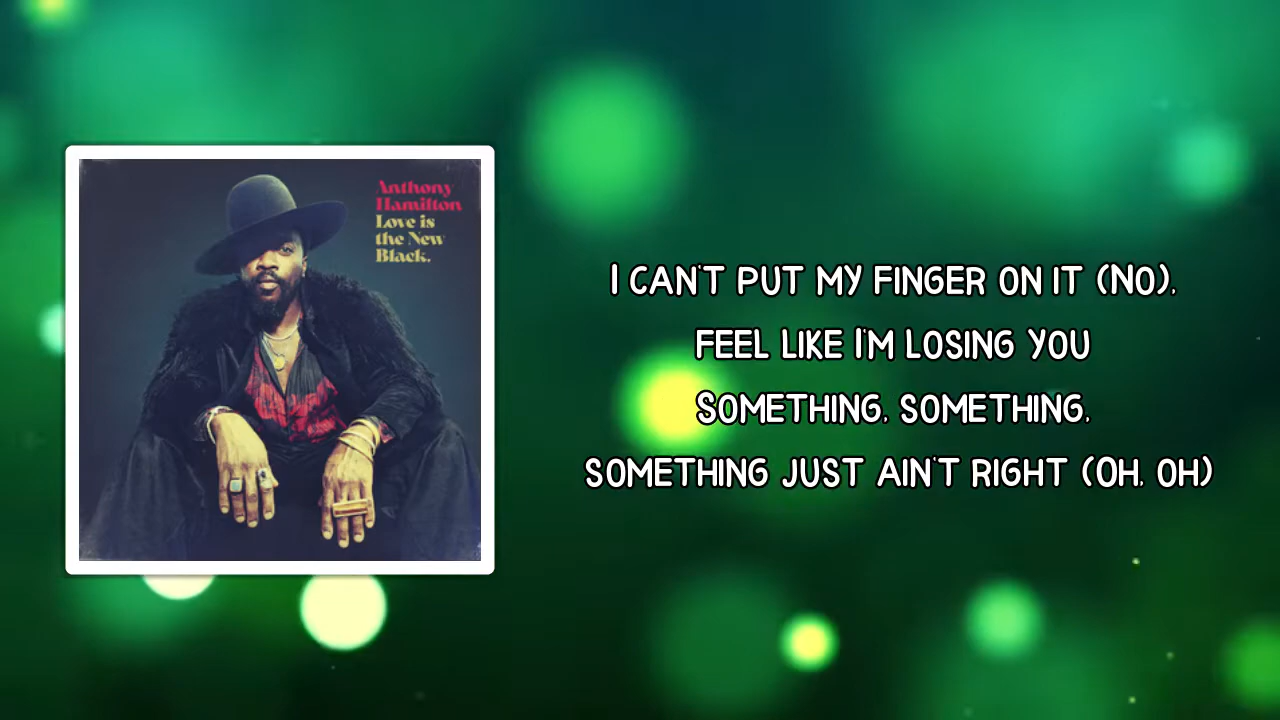 Anthony
Hamilton
Love is
the New
Black.
I CAN'T PUT MY FINGER ON IT (NO),
FEEL LIKE I'M LOSING YOU
SOMETHING, SOMETHING,
SOMETHING JUST AIN'T RIGHT (OH, OH)